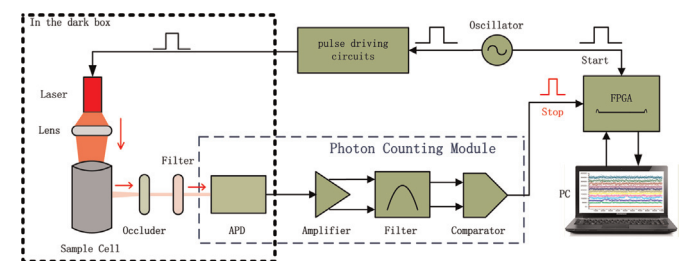 In the dark box
Oscillator
pulse driving
circuits
Start
Laser
FPGA
Stop
Lens
Photon Counting Module
Filter
PC
Occluder
APD
Amplifier
Filter
Comparator
Sample Cell